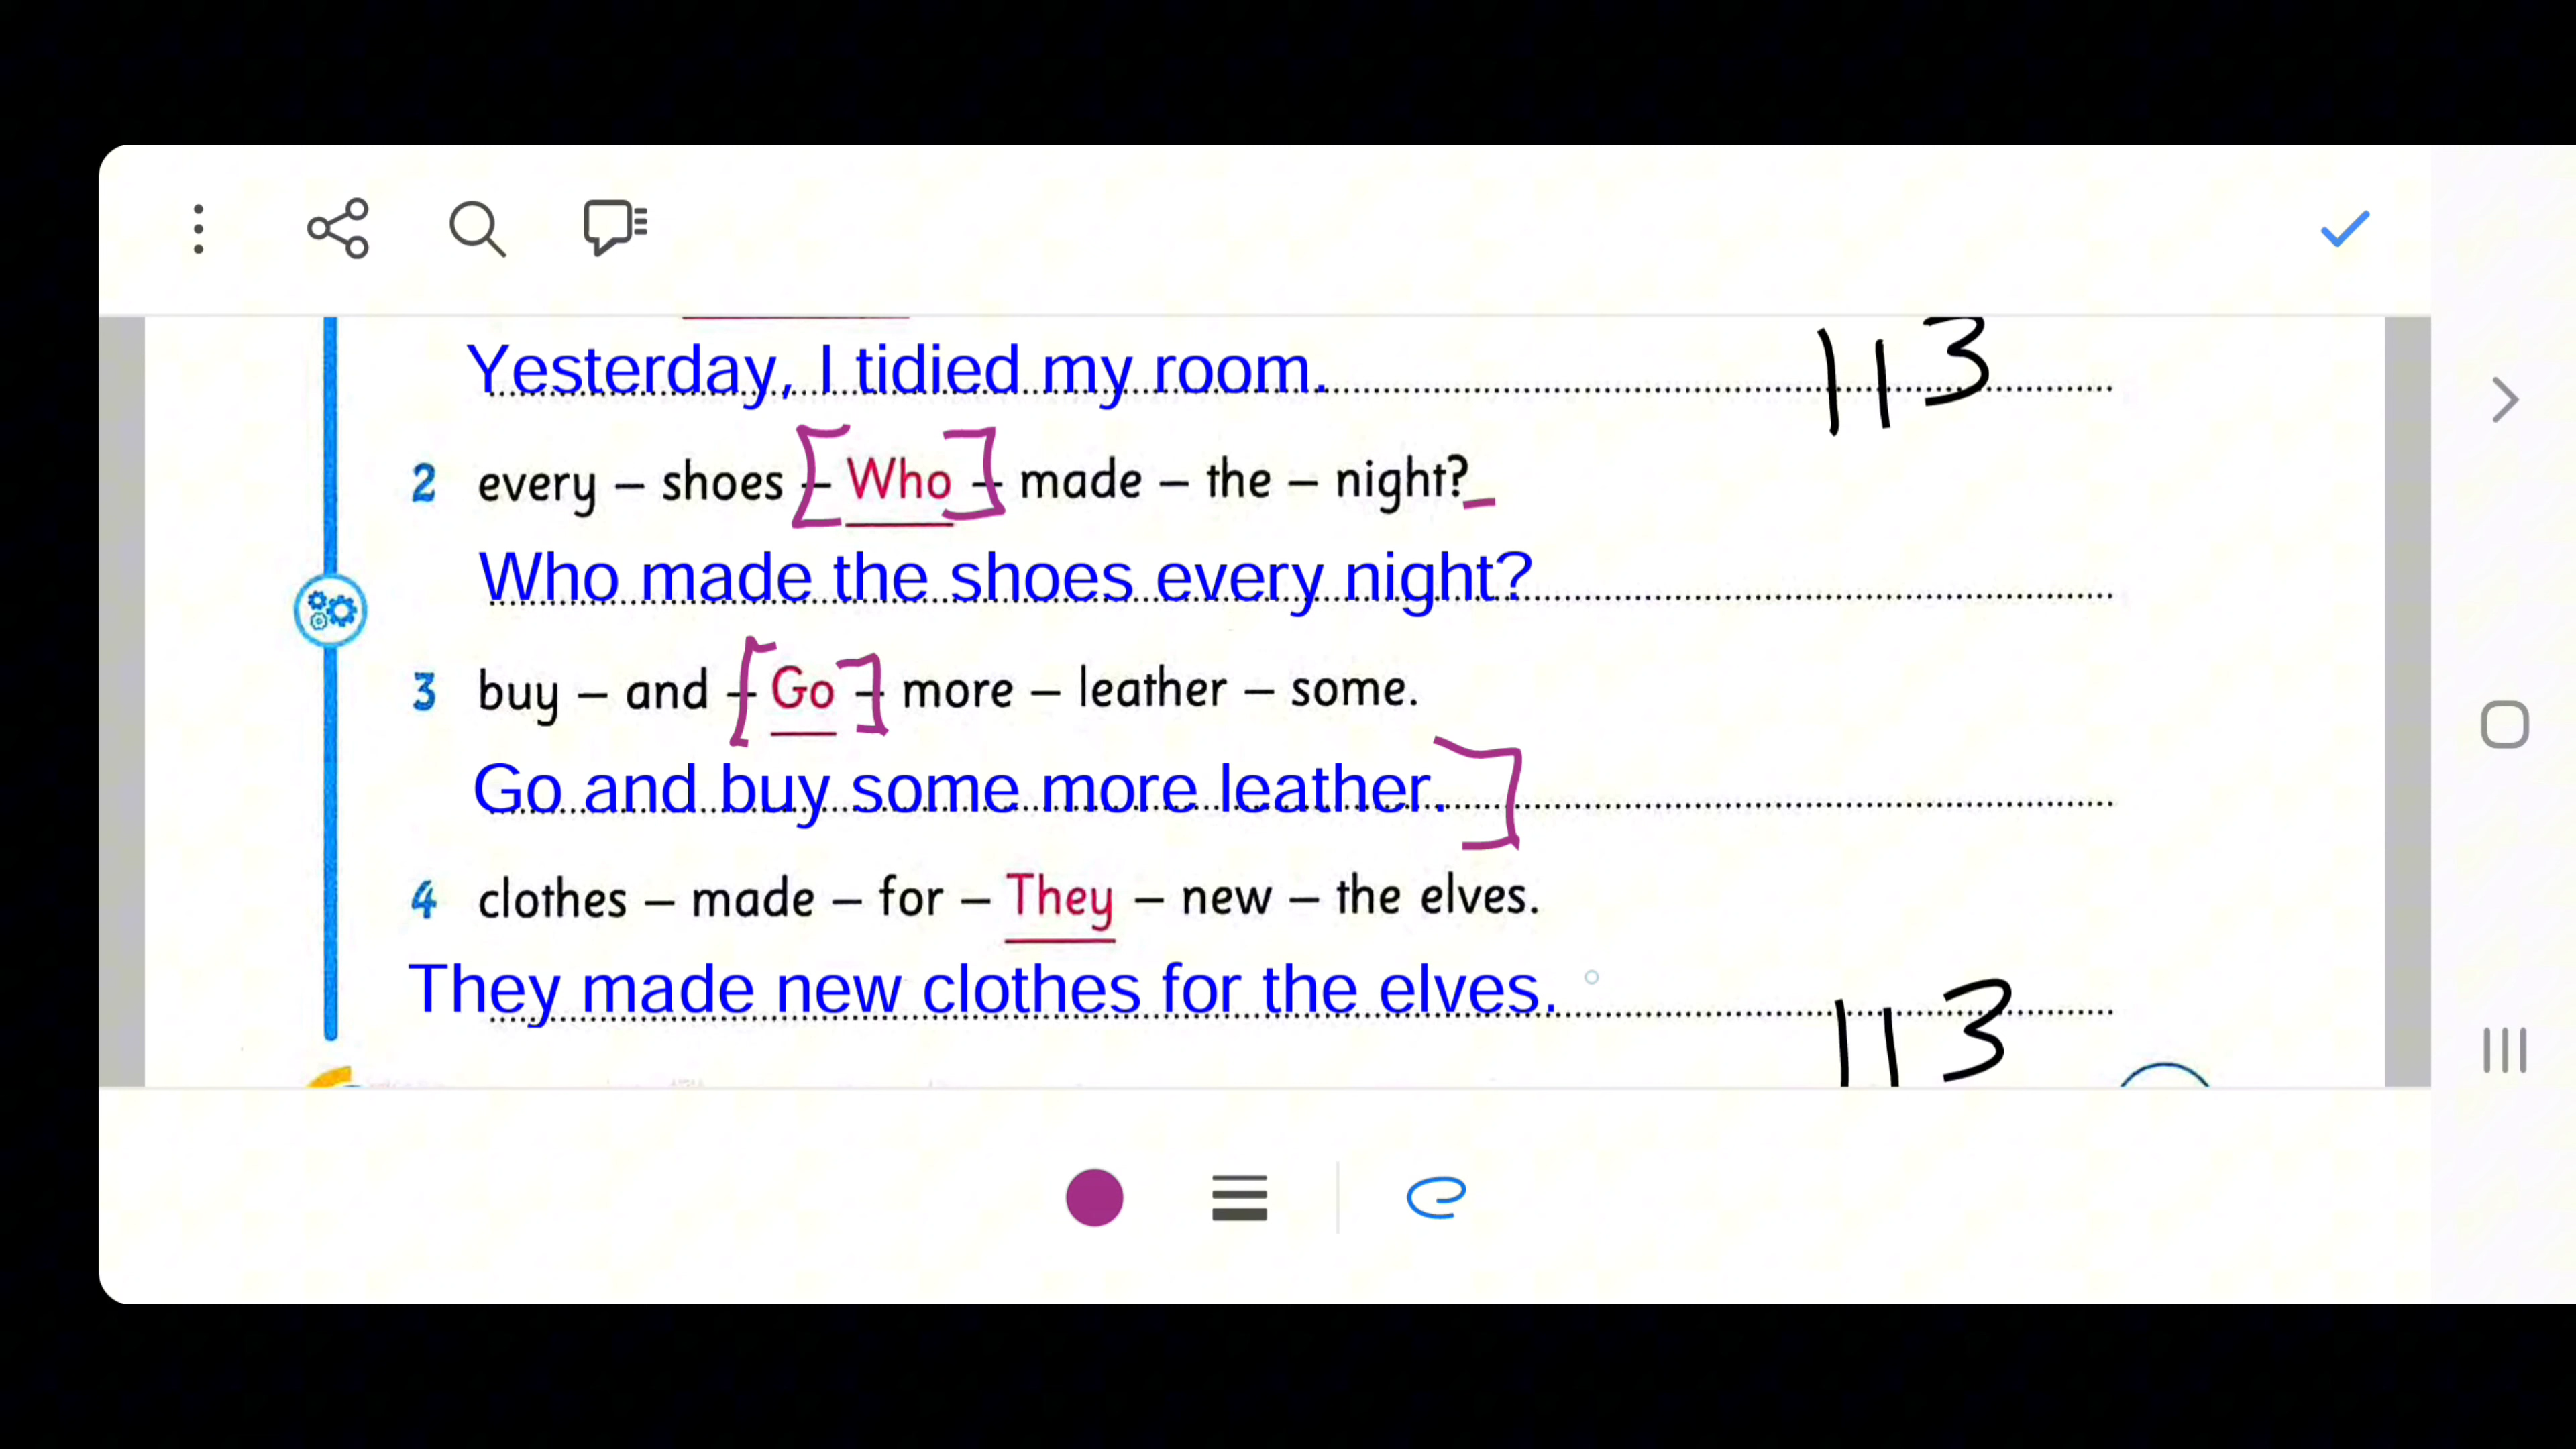 Yesterday, I tidied my room. 113
2 every – shoes – Who – made – the – night?
Who made the shoes every night?
3 buy – and – Go – more – leather – some.
Go and buy some more leather.
4 clothes – made – for – They – new – the elves.
They made new clothes for the elves. 113